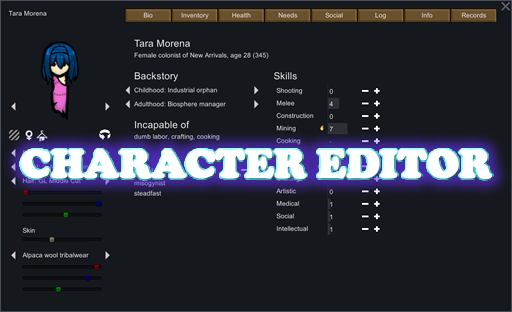 Tara Morena
Bio
Inventory
Health
Needs
Social
Log
Info
Records
Tara Morena
Female colonist of New Arrivals, age 28 (345)
Backstory
Childhood: Industrial orphan
Adulthood: Biosphere manager
Incapable of
dumb labor, crafting, cooking
misogynist
steadfast
Skills
Shooting 0
Melee 4
Construction 0
Mining 7
Cooking -
CHARACTER EDITOR
Artistic 0
Medical 1
Social 1
Intellectual 1
Hair: GL Middle Cut
Skin
Alpaca wool tribalwear